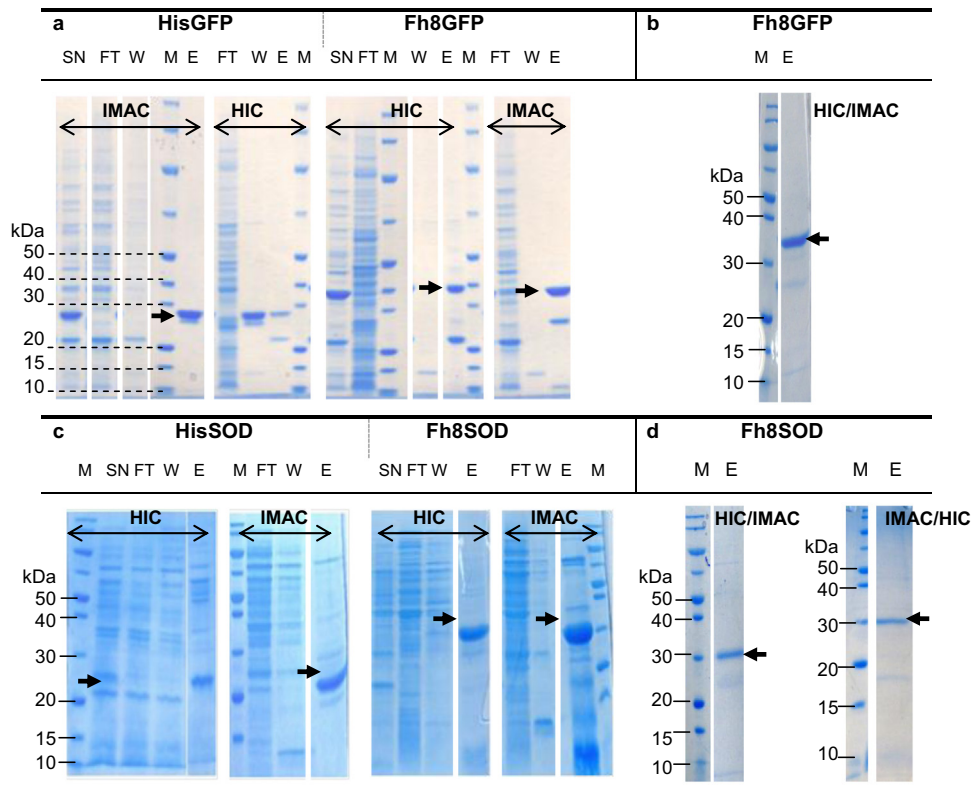 a HisGFP Fh8GFP b Fh8GFP
SN FT W M E FT W E M SN FT M W E M FT W E M E
IMAC HIC HIC IMAC HIC/IMAC
kDa
50
40
30
20
15
10
kDa
50
40
30
20
15
10
c HisSOD Fh8SOD d Fh8SOD
M SN FT W E M FT W E SN FT W E FT W E M M E M E
HIC IMAC HIC IMAC HIC/IMAC IMAC/HIC
kDa
50
40
30
20
15
10
kDa
50
40
30
20
15
10
kDa
50
40
30
20
15
10